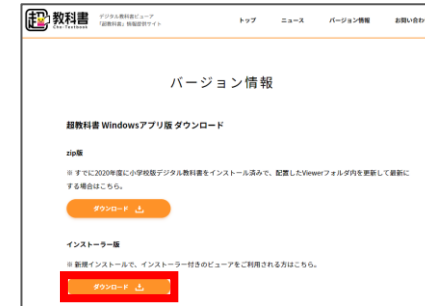 超教科書
Cho-Textbook
デジタル教科書ビューア
「超教科書」情報提供サイト
トップ ニュース バージョン情報 お問い合わ
バージョン情報
超教科書 Windowsアプリ版 ダウンロード
zip版
※ すでに2020年度に小学校版デジタル教科書をインストール済みで、配置したViewerフォルダ内を更新して最新に
する場合はこちら。
ダウンロード
インストーラー版
※ 新規インストールで、インストーラー付きのビューアをご利用される方はこちら。
ダウンロード